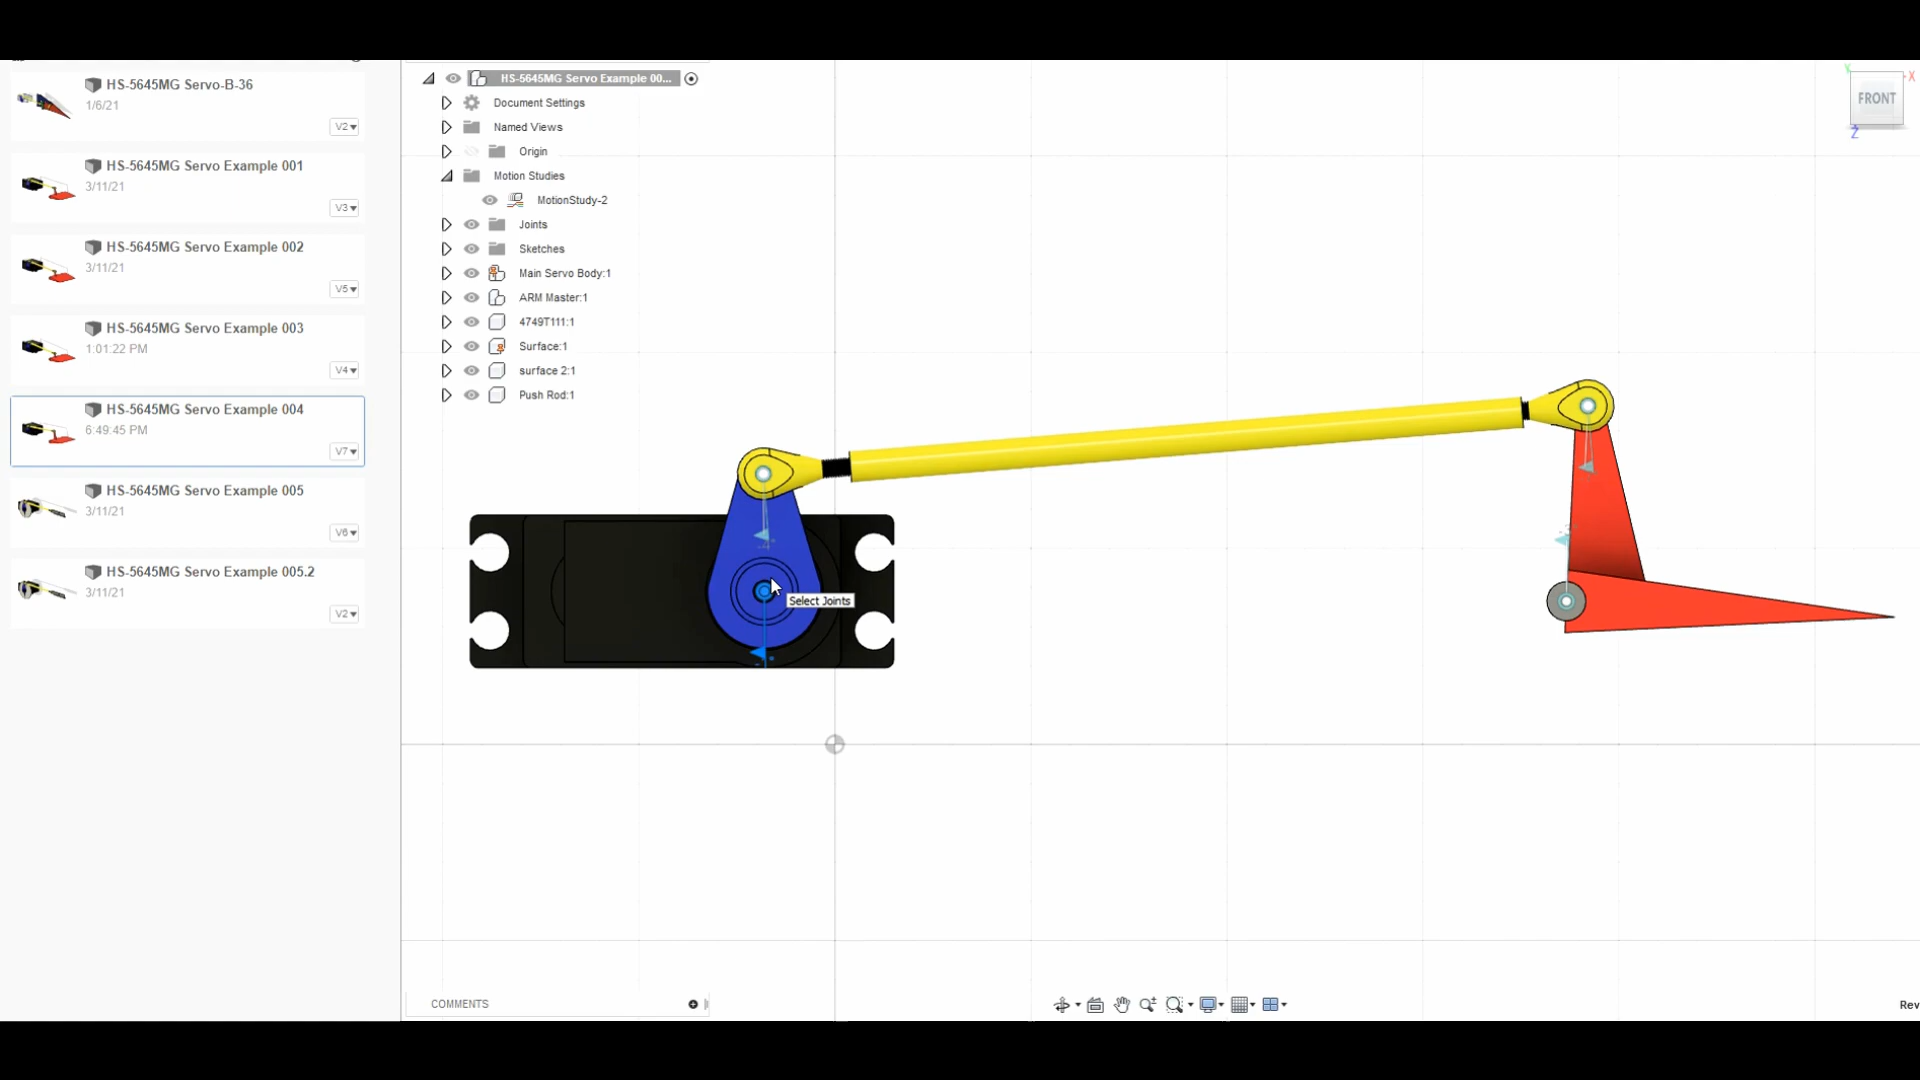 HS-5645MG Servo-B-36
1/6/21
V2
HS-5645MG Servo Example 001
3/11/21
V3
HS-5645MG Servo Example 002
3/11/21
V5
HS-5645MG Servo Example 003
1:01:22 PM
V4
HS-5645MG Servo Example 004
6:49:45 PM
V7
HS-5645MG Servo Example 005
3/11/21
V6
HS-5645MG Servo Example 005.2
3/11/21
V2
HS-5645MG Servo Example 00...
Document Settings
Named Views
Origin
Motion Studies
MotionStudy-2
Joints
Sketches
Main Servo Body:1
ARM Master:1
4749T111:1
Surface:1
surface 2:1
Push Rod:1
Select Joints
Y
X
FRONT
Z
COMMENTS
Rev